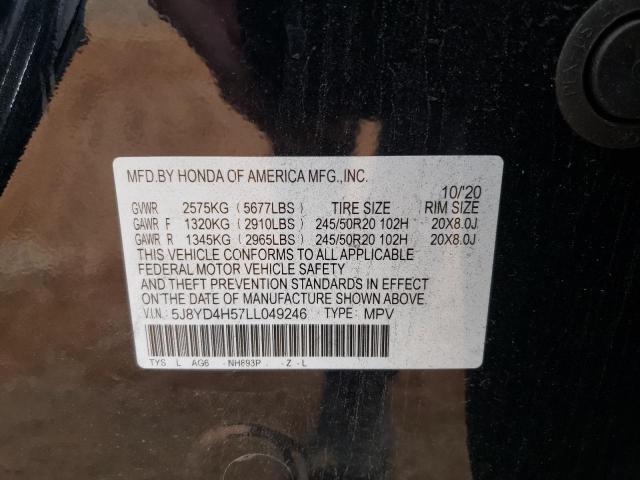 MFD.BY HONDA OF AMERICA MFG.,INC.
10/'20
GVWR 2575KG (5677LBS) TIRE SIZE RIM SIZE
GAWR F 1320KG (2910LBS) 245/50R20 102H 20X8.0J
GAWR R 1345KG (2965LBS) 245/50R20 102H 20X8.0J
THIS VEHICLE CONFORMS TO ALL APPLICABLE
FEDERAL MOTOR VEHICLE SAFETY
AND THEFT PREVENTION STANDARDS IN EFFECT
ON THE DATE OF MANUFACTURE SHOWN ABOVE.
V.I.N: 5J8YD4H57LL049246 TYPE: MPV
TYS L AG6 -NH893P - -Z -L